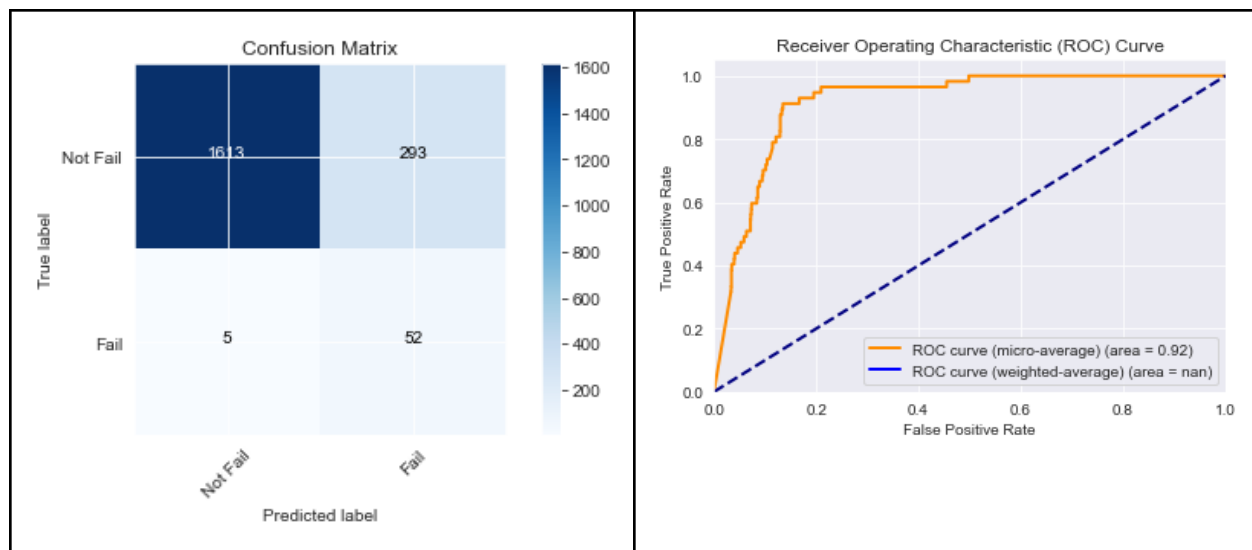 Confusion Matrix
1600
1400
1200
1000
800
600
400
200
Not Fail
1613
293
Fail
5
52
True label
Not Fail
Fail
Predicted label
Receiver Operating Characteristic (ROC) Curve
1.0
0.8
0.6
0.4
0.2
0.0
True Positive Rate
ROC curve (micro-average) (area = 0.92)
ROC curve (weighted-average) (area = nan)
0.0
0.2
0.4
0.6
0.8
1.0
False Positive Rate